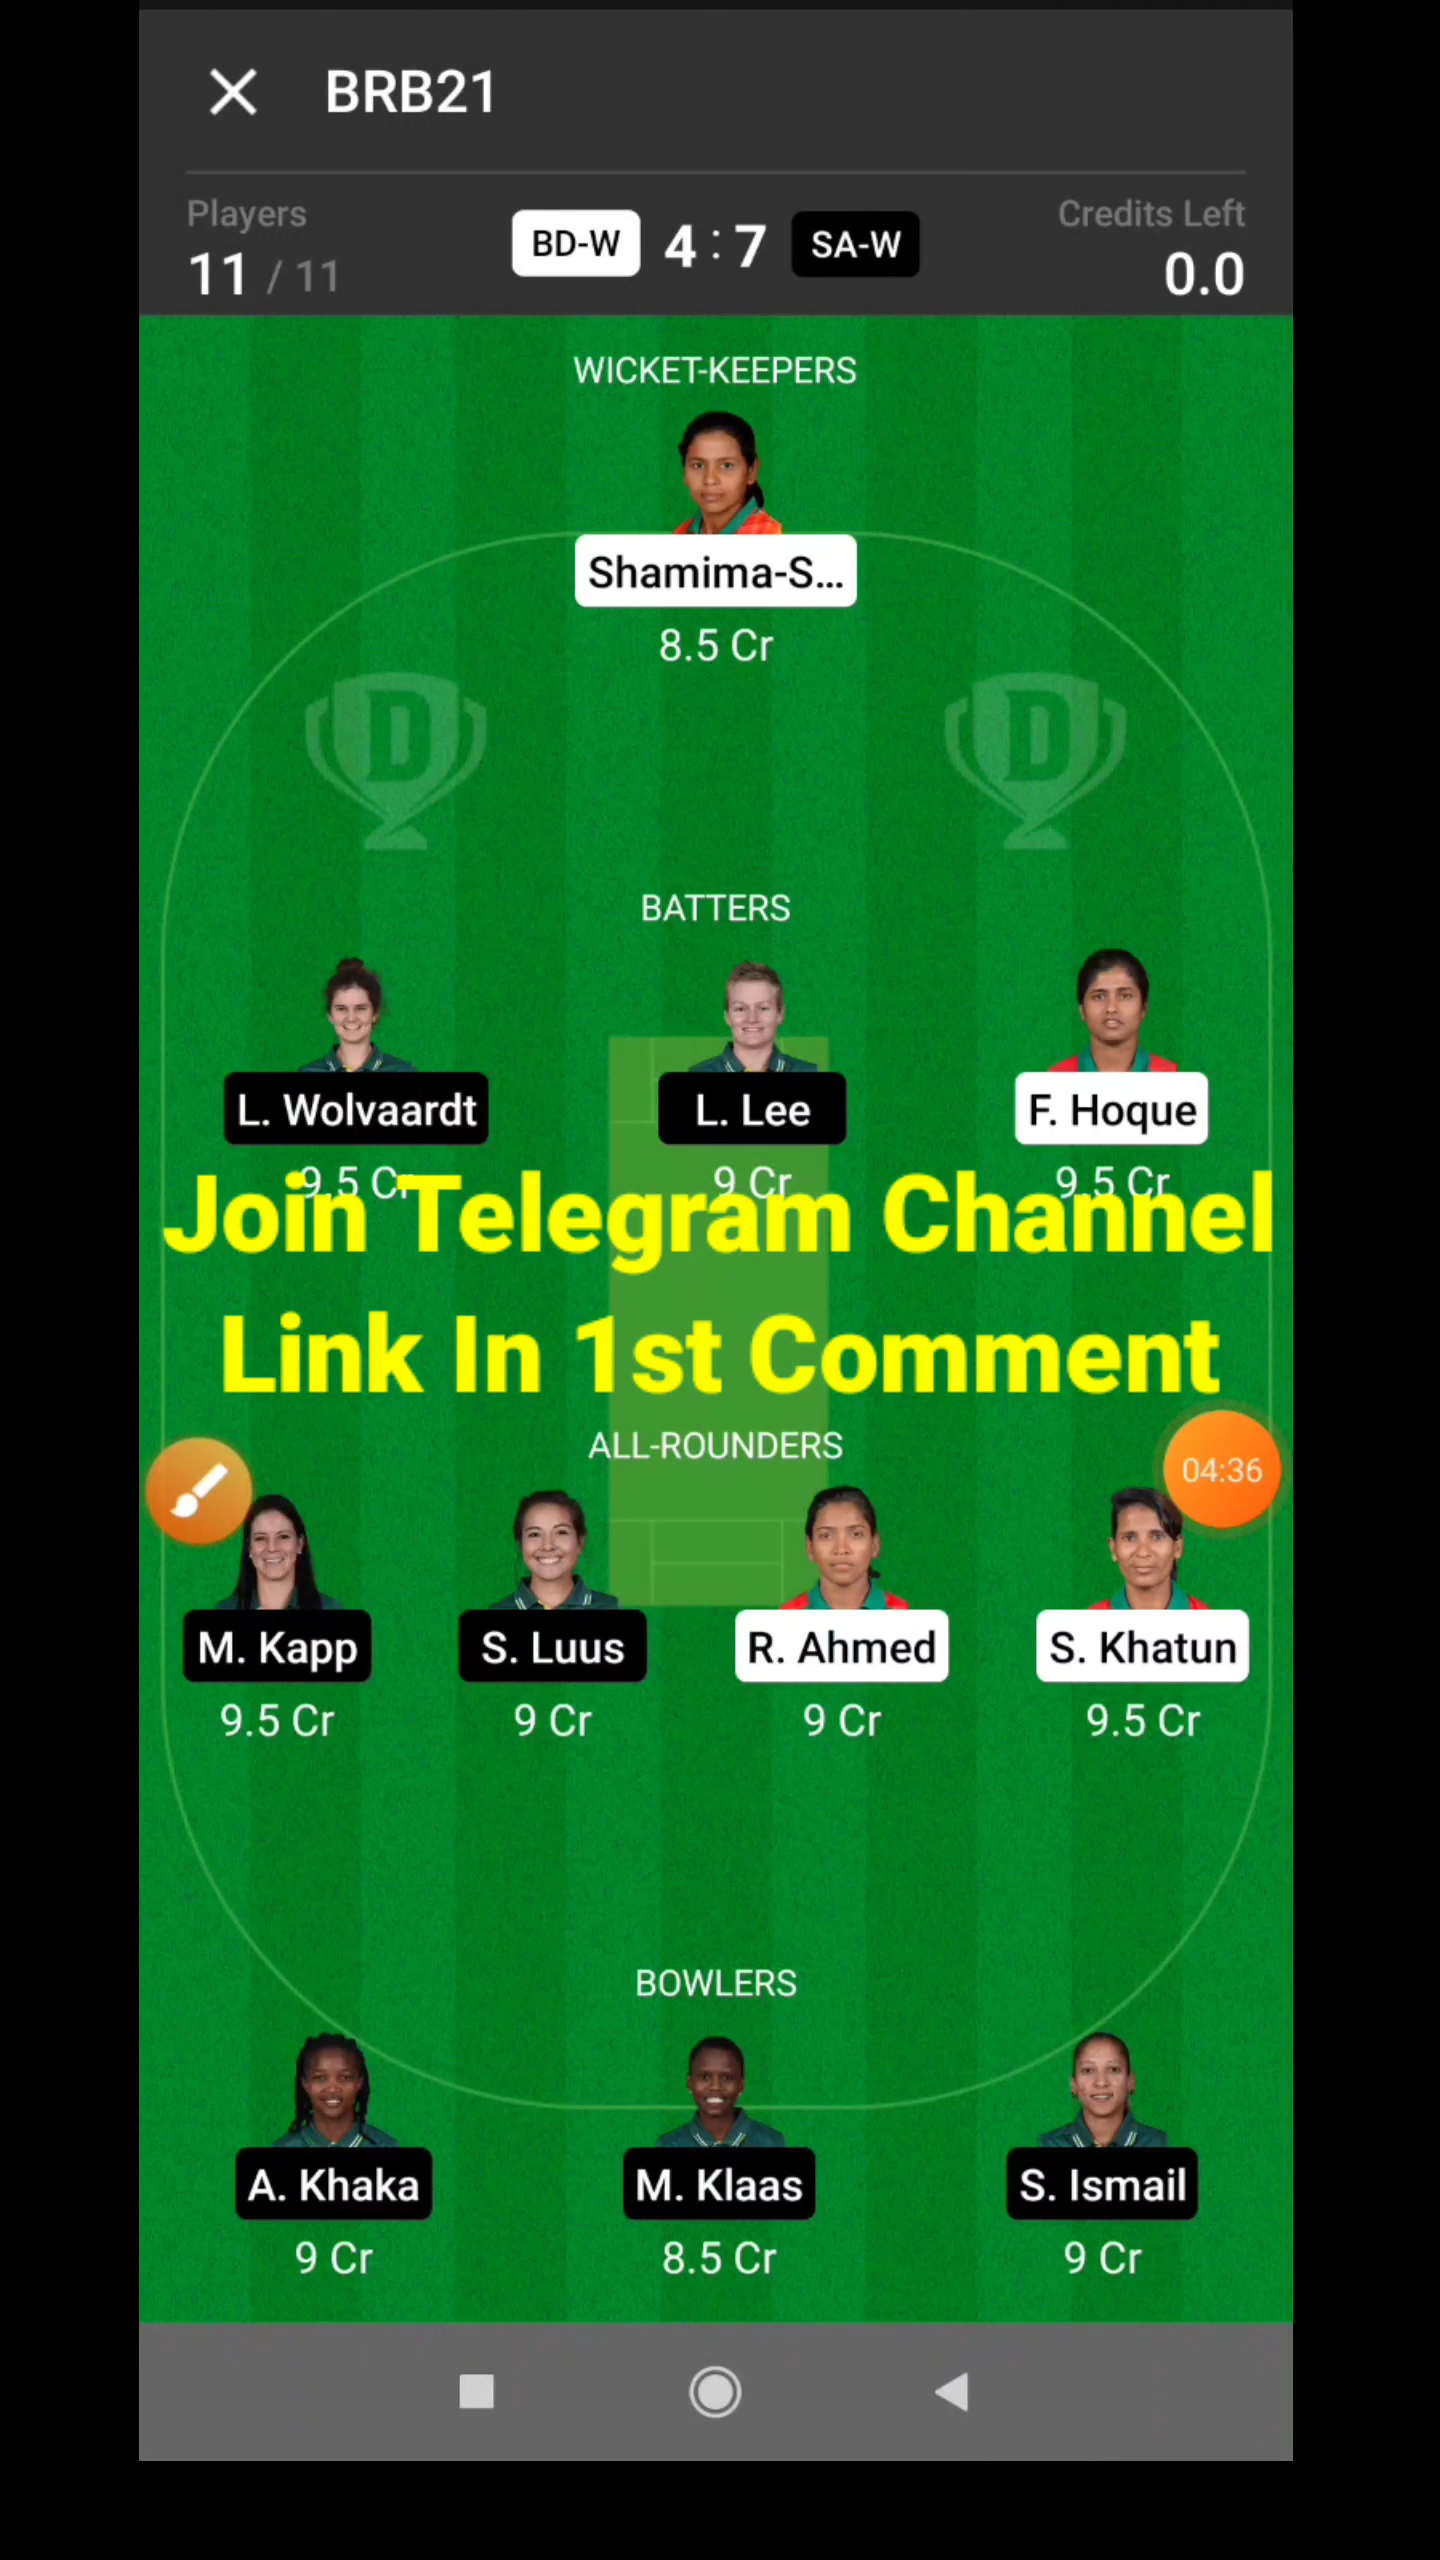 BRB21
Players
11 / 11
BD-W 4 : 7 SA-W
Credits Left
0.0
WICKET-KEEPERS
Shamima-S...
8.5 Cr
D D
BATTERS
L. Wolvaardt L. Lee F. Hoque
9.5 Cr 9 Cr 9.5 Cr
Join Telegram Channel
Link In 1st Comment
ALL-ROUNDERS
04:36
M. Kapp S. Luus R. Ahmed S. Khatun
9.5 Cr 9 Cr 9 Cr 9.5 Cr
BOWLERS
A. Khaka M. Klaas S. Ismail
9 Cr 8.5 Cr 9 Cr